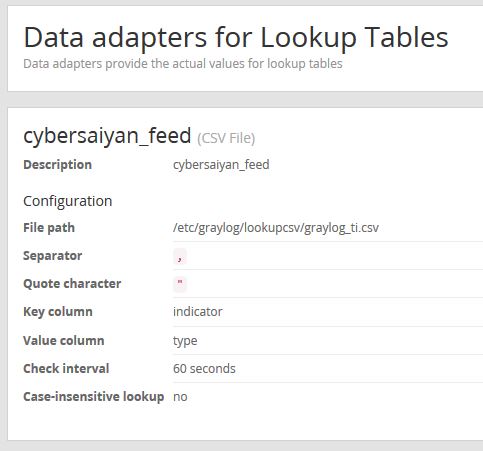 Data adapters for Lookup Tables
Data adapters provide the actual values for lookup tables
cybersaiyan_feed (CSV File)
Description cybersaiyan_feed
Configuration
File path /etc/graylog/lookupcsv/graylog_ti.csv
Separator ,
Quote character "
Key column indicator
Value column type
Check interval 60 seconds
Case-insensitive lookup no